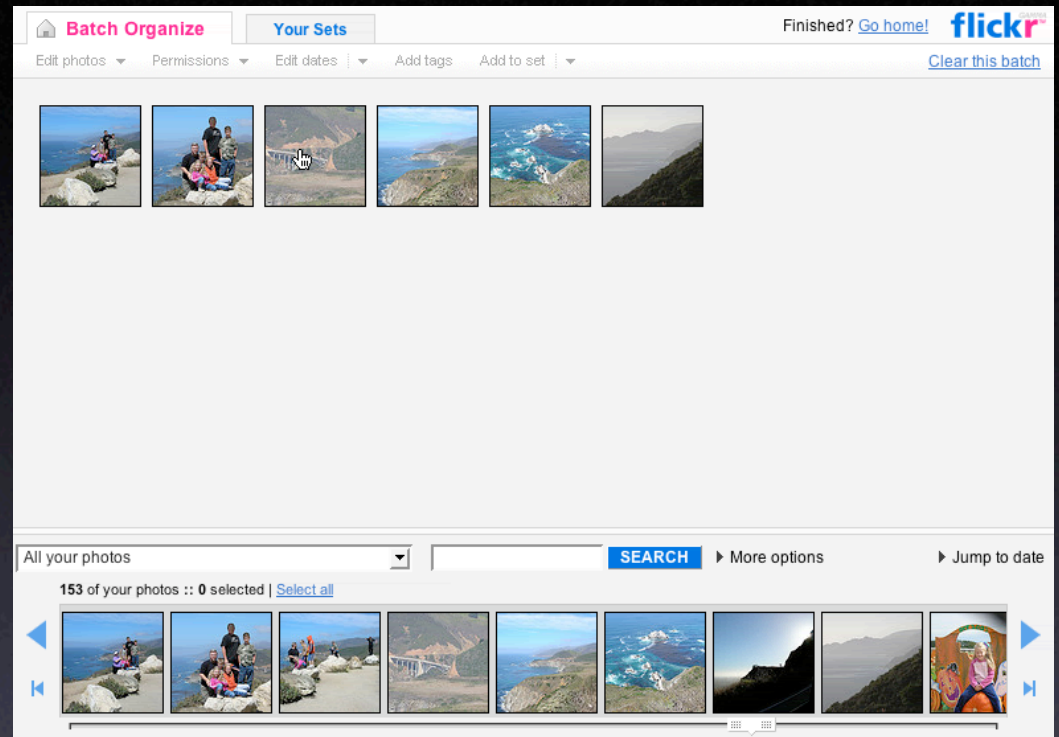 Batch Organize Your Sets Finished? Go home! flickr GAMMA
Edit photos Permissions Edit dates Add tags Add to set Clear this batch
All your photos SEARCH More options Jump to date
153 of your photos :: 0 selected | Select all